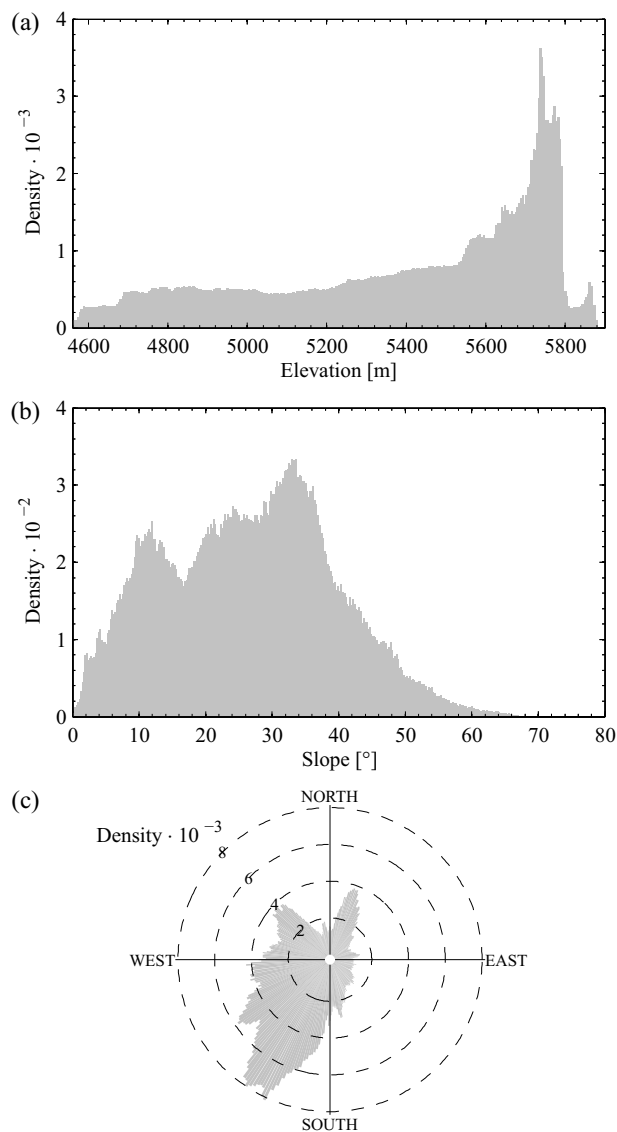 (a)
4
3
2
1
0
Density · 10 −3
4600 4800 5000 5200 5400 5600 5800
Elevation [m]
(b)
4
3
2
1
0
Density · 10 −2
0 10 20 30 40 50 60 70 80
Slope [°]
(c)
NORTH
Density · 10 −3
8
6
4
2
WEST EAST
SOUTH